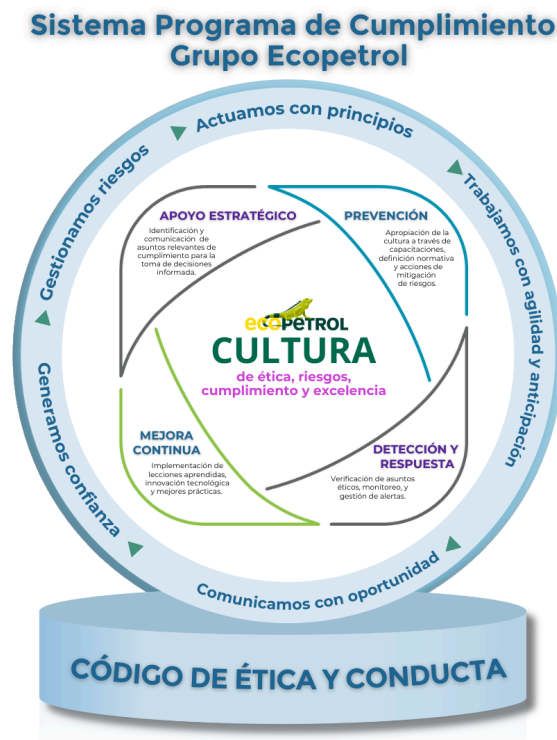 Sistema Programa de Cumplimiento
Grupo Ecopetrol
Actuamos con principios
Trabajamos con agilidad y anticipación
Comunicamos con oportunidad
Generamos confianza
Gestionamos riesgos
APOYO ESTRATÉGICO
Identificación y
comunicación de
asuntos relevantes de
cumplimiento para la
toma de decisiones
informada.
PREVENCIÓN
Apropiación de la
cultura a través de
capacitaciones,
definición normativa
y acciones de
mitigación
de riesgos.
ecoPETROL
CULTURA
de ética, riesgos,
cumplimiento y excelencia
MEJORA
CONTINUA
Implementación de
lecciones aprendidas,
innovación tecnológica
y mejores prácticas.
DETECCIÓN Y
RESPUESTA
Verificación de asuntos
éticos, monitoreo, y
gestión de alertas.
CÓDIGO DE ÉTICA Y CONDUCTA